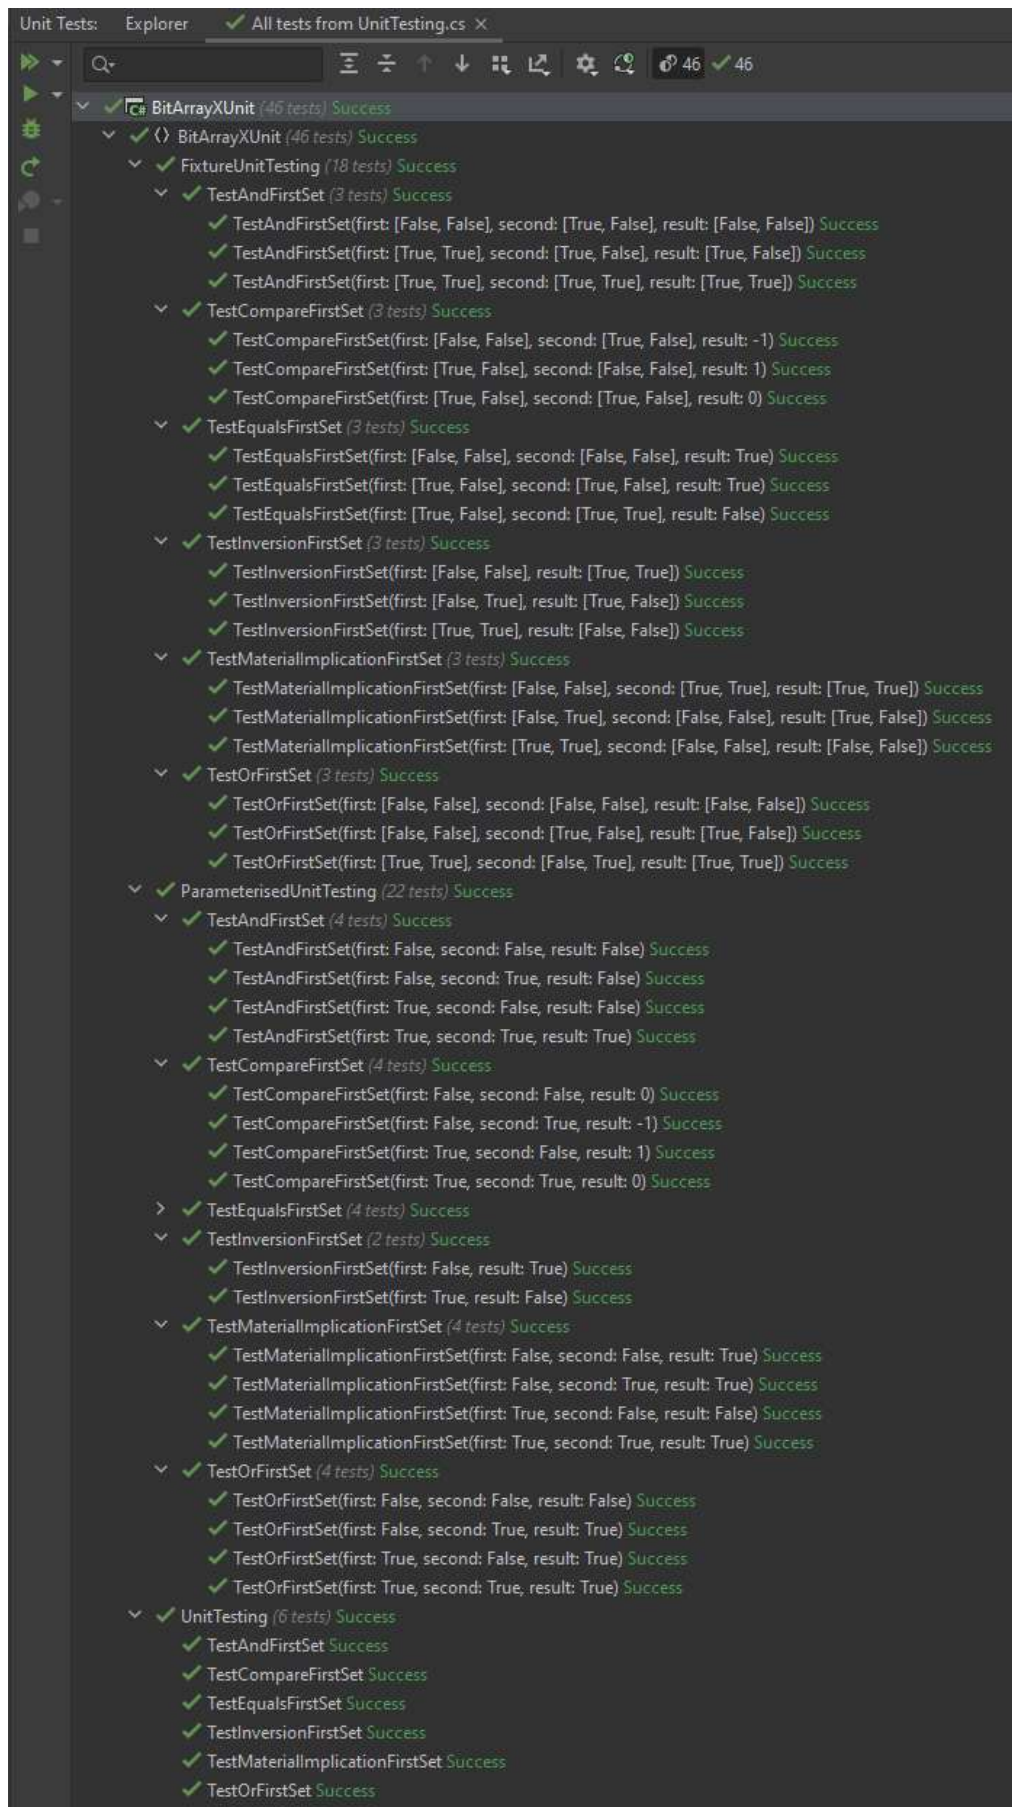 Unit Tests: Explorer All tests from UnitTesting.cs ×
46 46
C# BitArrayXUnit (46 tests) Success
BitArrayXUnit (46 tests) Success
FixtureUnitTesting (18 tests) Success
TestAndFirstSet (3 tests) Success
TestAndFirstSet(first: [False, False], second: [True, False], result: [False, False]) Success
TestAndFirstSet(first: [True, True], second: [True, False], result: [True, False]) Success
TestAndFirstSet(first: [True, True], second: [True, True], result: [True, True]) Success
TestCompareFirstSet (3 tests) Success
TestCompareFirstSet(first: [False, False], second: [True, False], result: -1) Success
TestCompareFirstSet(first: [True, False], second: [False, False], result: 1) Success
TestCompareFirstSet(first: [True, False], second: [True, False], result: 0) Success
TestEqualsFirstSet (3 tests) Success
TestEqualsFirstSet(first: [False, False], second: [False, False], result: True) Success
TestEqualsFirstSet(first: [True, False], second: [True, False], result: True) Success
TestEqualsFirstSet(first: [True, False], second: [True, True], result: False) Success
TestInversionFirstSet (3 tests) Success
TestInversionFirstSet(first: [False, False], result: [True, True]) Success
TestInversionFirstSet(first: [False, True], result: [True, False]) Success
TestInversionFirstSet(first: [True, True], result: [False, False]) Success
TestMaterialImplicationFirstSet (3 tests) Success
TestMaterialImplicationFirstSet(first: [False, False], second: [True, True], result: [True, True]) Success
TestMaterialImplicationFirstSet(first: [False, True], second: [False, False], result: [True, False]) Success
TestMaterialImplicationFirstSet(first: [True, True], second: [False, False], result: [False, False]) Success
TestOrFirstSet (3 tests) Success
TestOrFirstSet(first: [False, False], second: [False, False], result: [False, False]) Success
TestOrFirstSet(first: [False, False], second: [True, False], result: [True, False]) Success
TestOrFirstSet(first: [True, True], second: [False, True], result: [True, True]) Success
ParameterisedUnitTesting (22 tests) Success
TestAndFirstSet (4 tests) Success
TestAndFirstSet(first: False, second: False, result: False) Success
TestAndFirstSet(first: False, second: True, result: False) Success
TestAndFirstSet(first: True, second: False, result: False) Success
TestAndFirstSet(first: True, second: True, result: True) Success
TestCompareFirstSet (4 tests) Success
TestCompareFirstSet(first: False, second: False, result: 0) Success
TestCompareFirstSet(first: False, second: True, result: -1) Success
TestCompareFirstSet(first: True, second: False, result: 1) Success
TestCompareFirstSet(first: True, second: True, result: 0) Success
TestEqualsFirstSet (4 tests) Success
TestInversionFirstSet (2 tests) Success
TestInversionFirstSet(first: False, result: True) Success
TestInversionFirstSet(first: True, result: False) Success
TestMaterialImplicationFirstSet (4 tests) Success
TestMaterialImplicationFirstSet(first: False, second: False, result: True) Success
TestMaterialImplicationFirstSet(first: False, second: True, result: True) Success
TestMaterialImplicationFirstSet(first: True, second: False, result: False) Success
TestMaterialImplicationFirstSet(first: True, second: True, result: True) Success
TestOrFirstSet (4 tests) Success
TestOrFirstSet(first: False, second: False, result: False) Success
TestOrFirstSet(first: False, second: True, result: True) Success
TestOrFirstSet(first: True, second: False, result: True) Success
TestOrFirstSet(first: True, second: True, result: True) Success
UnitTesting (6 tests) Success
TestAndFirstSet Success
TestCompareFirstSet Success
TestEqualsFirstSet Success
TestInversionFirstSet Success
TestMaterialImplicationFirstSet Success
TestOrFirstSet Success